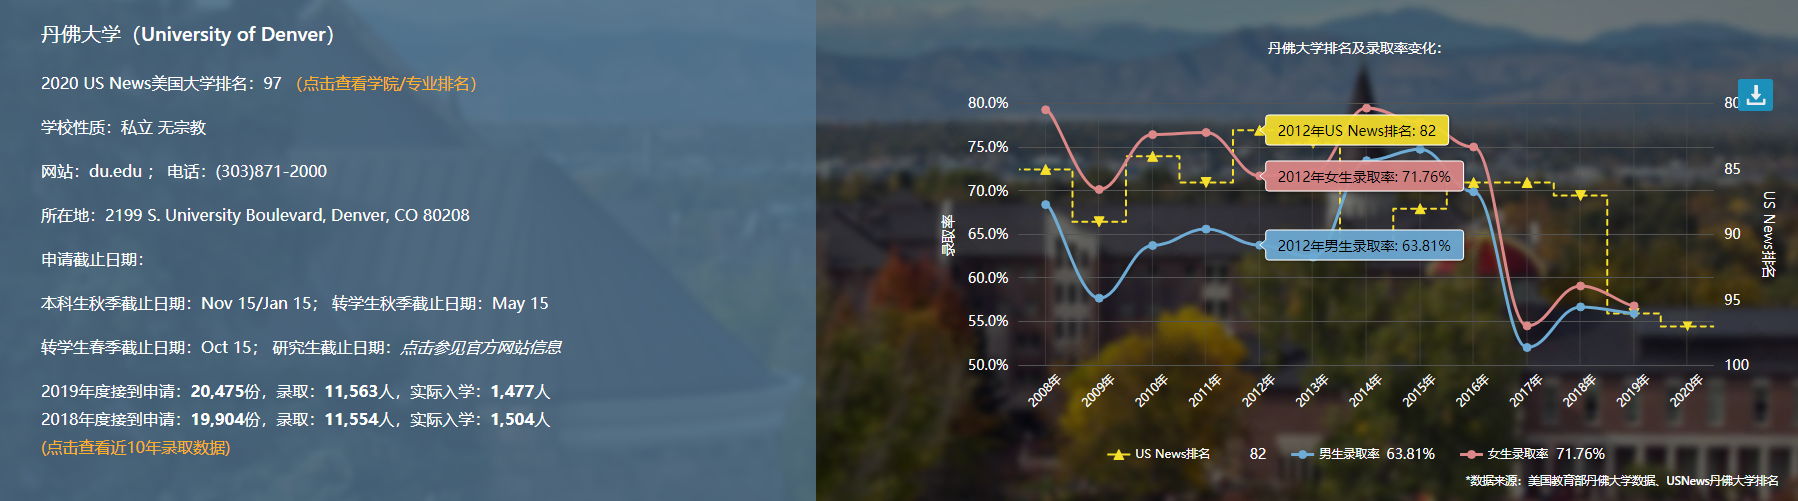 丹佛大学（University of Denver）
2020 US News美国大学排名：97 （点击查看学院/专业排名）
学校性质：私立 无宗教
网站：du.edu； 电话：(303)871-2000
所在地：2199 S. University Boulevard, Denver, CO 80208
申请截止日期：
本科生秋季截止日期：Nov 15/Jan 15； 转学生秋季截止日期：May 15
转学生春季截止日期：Oct 15； 研究生截止日期：点击参见官方网站信息
2019年度接到申请：20,475份，录取：11,563人，实际入学：1,477人
2018年度接到申请：19,904份，录取：11,554人，实际入学：1,504人
(点击查看近10年录取数据)
丹佛大学排名及录取率变化：
80.0%
75.0%
70.0%
65.0%
60.0%
55.0%
50.0%
录取率
2012年US News排名: 82
2012年女生录取率: 71.76%
2012年男生录取率: 63.81%
80
85
90
95
100
US News排名
2008年
2009年
2010年
2011年
2012年
2013年
2014年
2015年
2016年
2017年
2018年
2019年
2020年
US News排名 82 男生录取率 63.81% 女生录取率 71.76%
*数据来源：美国教育部丹佛大学数据、USNews丹佛大学排名